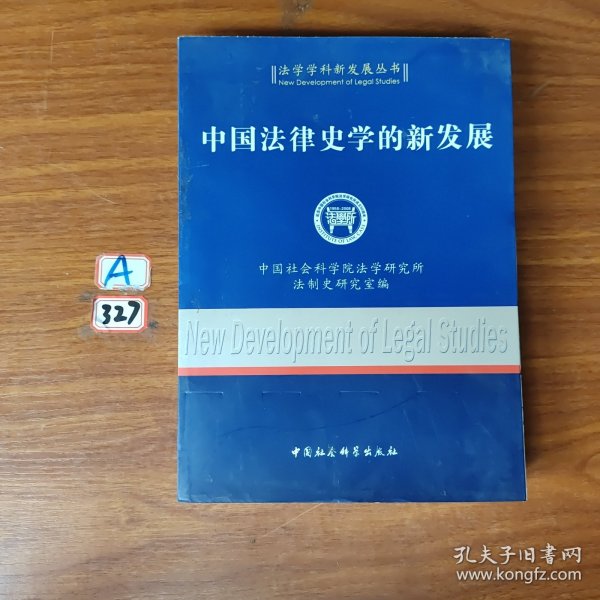 法学学科新发展丛书
New Development of Legal Studies
中国法律史学的新发展
1958-2008
中国社会科学院法学研究所
法制史研究室编
New Development of Legal Studies
中国社会科学出版社
A
327
孔夫子旧书网
www.kongfz.com